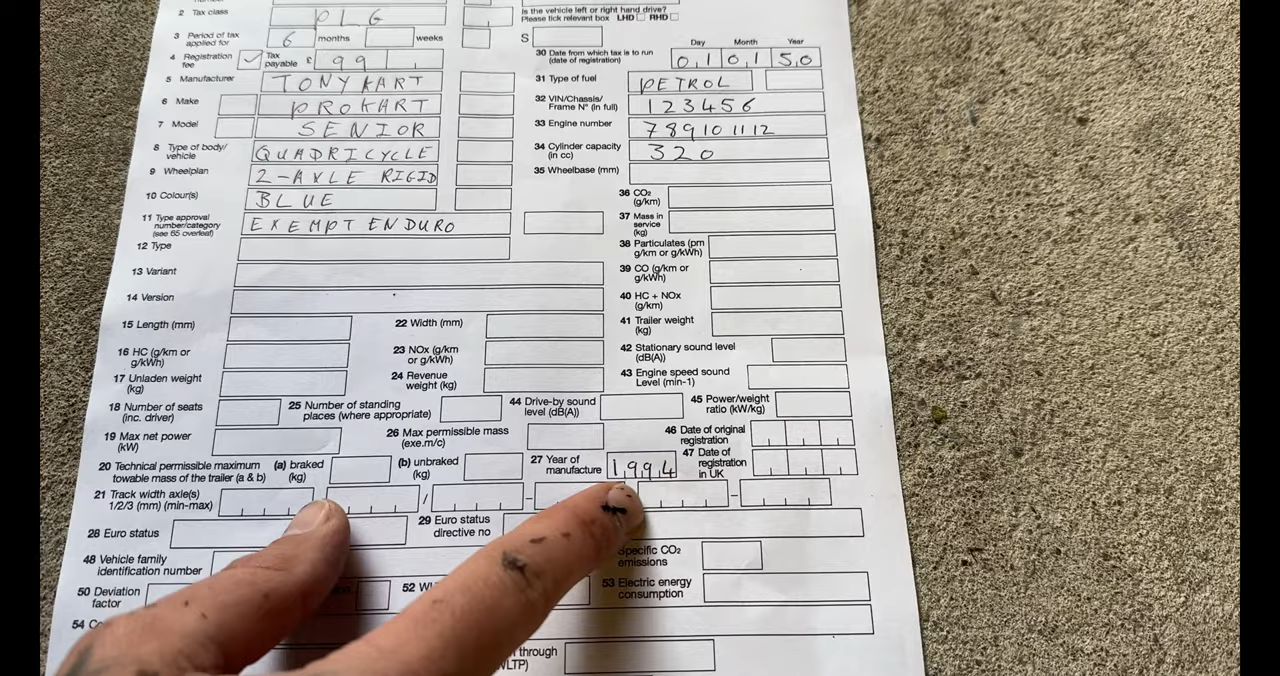 2 Tax class PLG
Is the vehicle left or right hand drive?
Please tick relevant box LHD RHD
3 Period of tax applied for 6 months weeks
S
4 Registration fee ✓ Tax payable £ 99
30 Date from which tax is to run (date of registration) Day Month Year 01 01 50
5 Manufacturer TONYKART
31 Type of fuel PETROL
6 Make PROKART
32 VIN/Chassis/Frame Nº (in full) 123456
7 Model SENIOR
33 Engine number 789101112
8 Type of body/vehicle QUADRICYCLE
34 Cylinder capacity (in cc) 320
9 Wheelplan 2-AXLE RIGID
35 Wheelbase (mm)
10 Colour(s) BLUE
36 CO₂ (g/km)
11 Type approval number/category (see 65 overleaf) EXEMPT ENDURO
37 Mass in service (kg)
12 Type
38 Particulates (pm g/km or g/kWh)
13 Variant
39 CO (g/km or g/kWh)
14 Version
40 HC + NOx (g/km)
15 Length (mm)
22 Width (mm)
41 Trailer weight (kg)
16 HC (g/km or g/kWh)
23 NOx (g/km or g/kWh)
42 Stationary sound level (dB(A))
17 Unladen weight (kg)
24 Revenue weight (kg)
43 Engine speed sound Level (min-1)
18 Number of seats (inc. driver)
25 Number of standing places (where appropriate)
44 Drive-by sound level (dB(A))
45 Power/weight ratio (kW/kg)
19 Max net power (kW)
26 Max permissible mass (exe.m/c)
46 Date of original registration
20 Technical permissible maximum towable mass of the trailer (a & b) (a) braked (kg) (b) unbraked (kg)
27 Year of manufacture 1994
47 Date of registration in UK
21 Track width axle(s) 1/2/3 (mm) (min-max) / –  –
28 Euro status
29 Euro status directive no
48 Vehicle family identification number
Specific CO₂ emissions
50 Deviation factor
52
53 Electric energy consumption
54
through